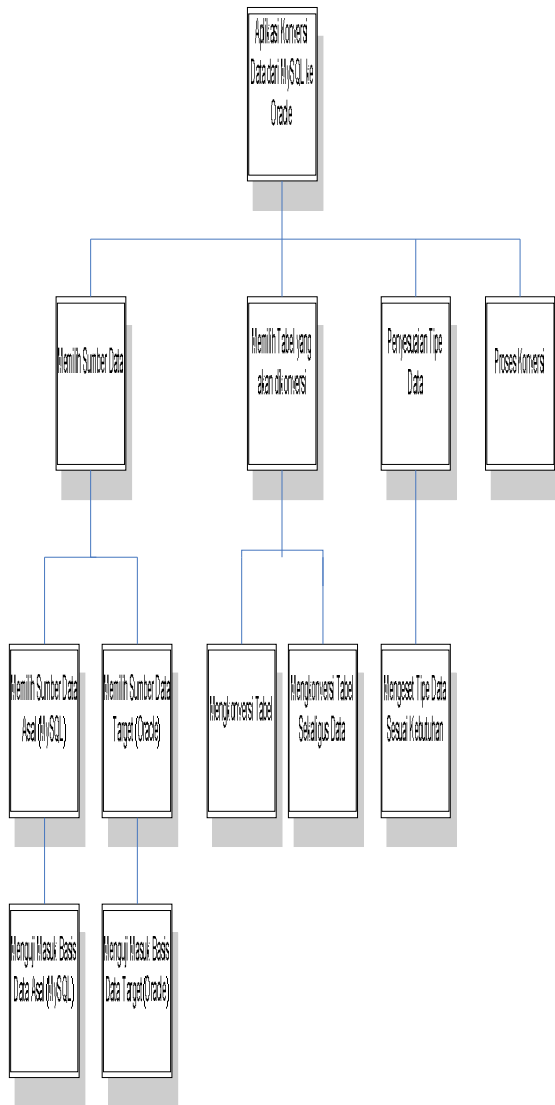 Aplikasi Konversi
Data dari MySQL ke
Oracle
Memilih Sumber Data
Memilih Tabel yang
akan dikonversi
Penyesuaian Tipe
Data
Proses Konversi
Memilih Sumber Data
Asal (MySQL)
Memilih Sumber Data
Target (Oracle)
Mengkonversi Tabel
Mengkonversi Tabel
Sekaligus Data
Mengeset Tipe Data
Sesuai Kebutuhan
Menguji Masuk Basis
Data Asal (MySQL)
Menguji Masuk Basis
Data Target (Oracle)